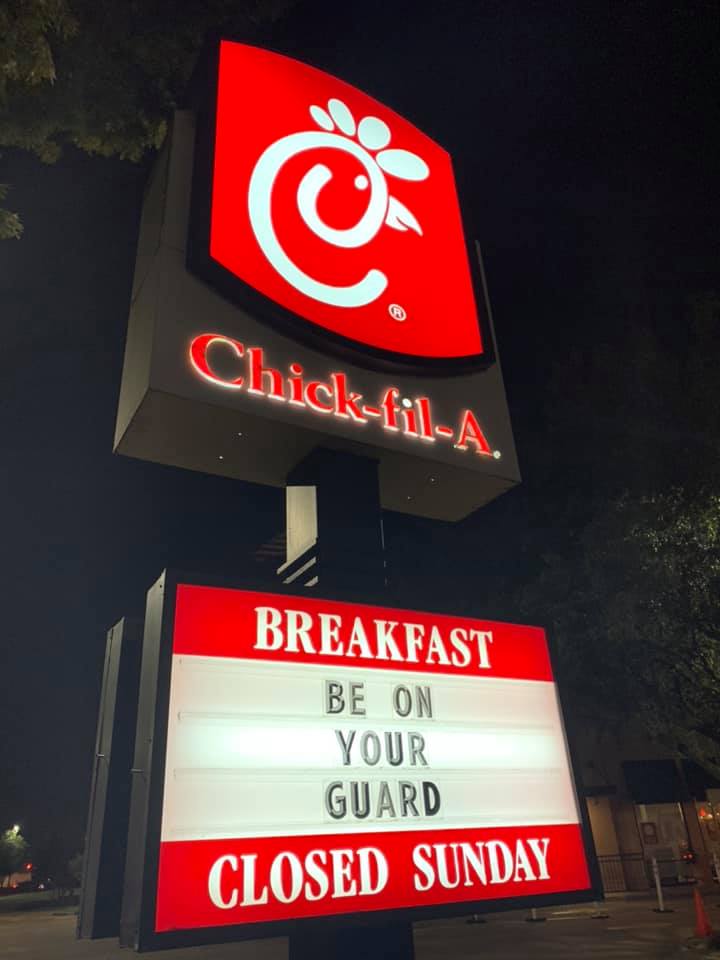 ®
Chick-fil-A®
BREAKFAST
BE ON
YOUR
GUARD
CLOSED SUNDAY